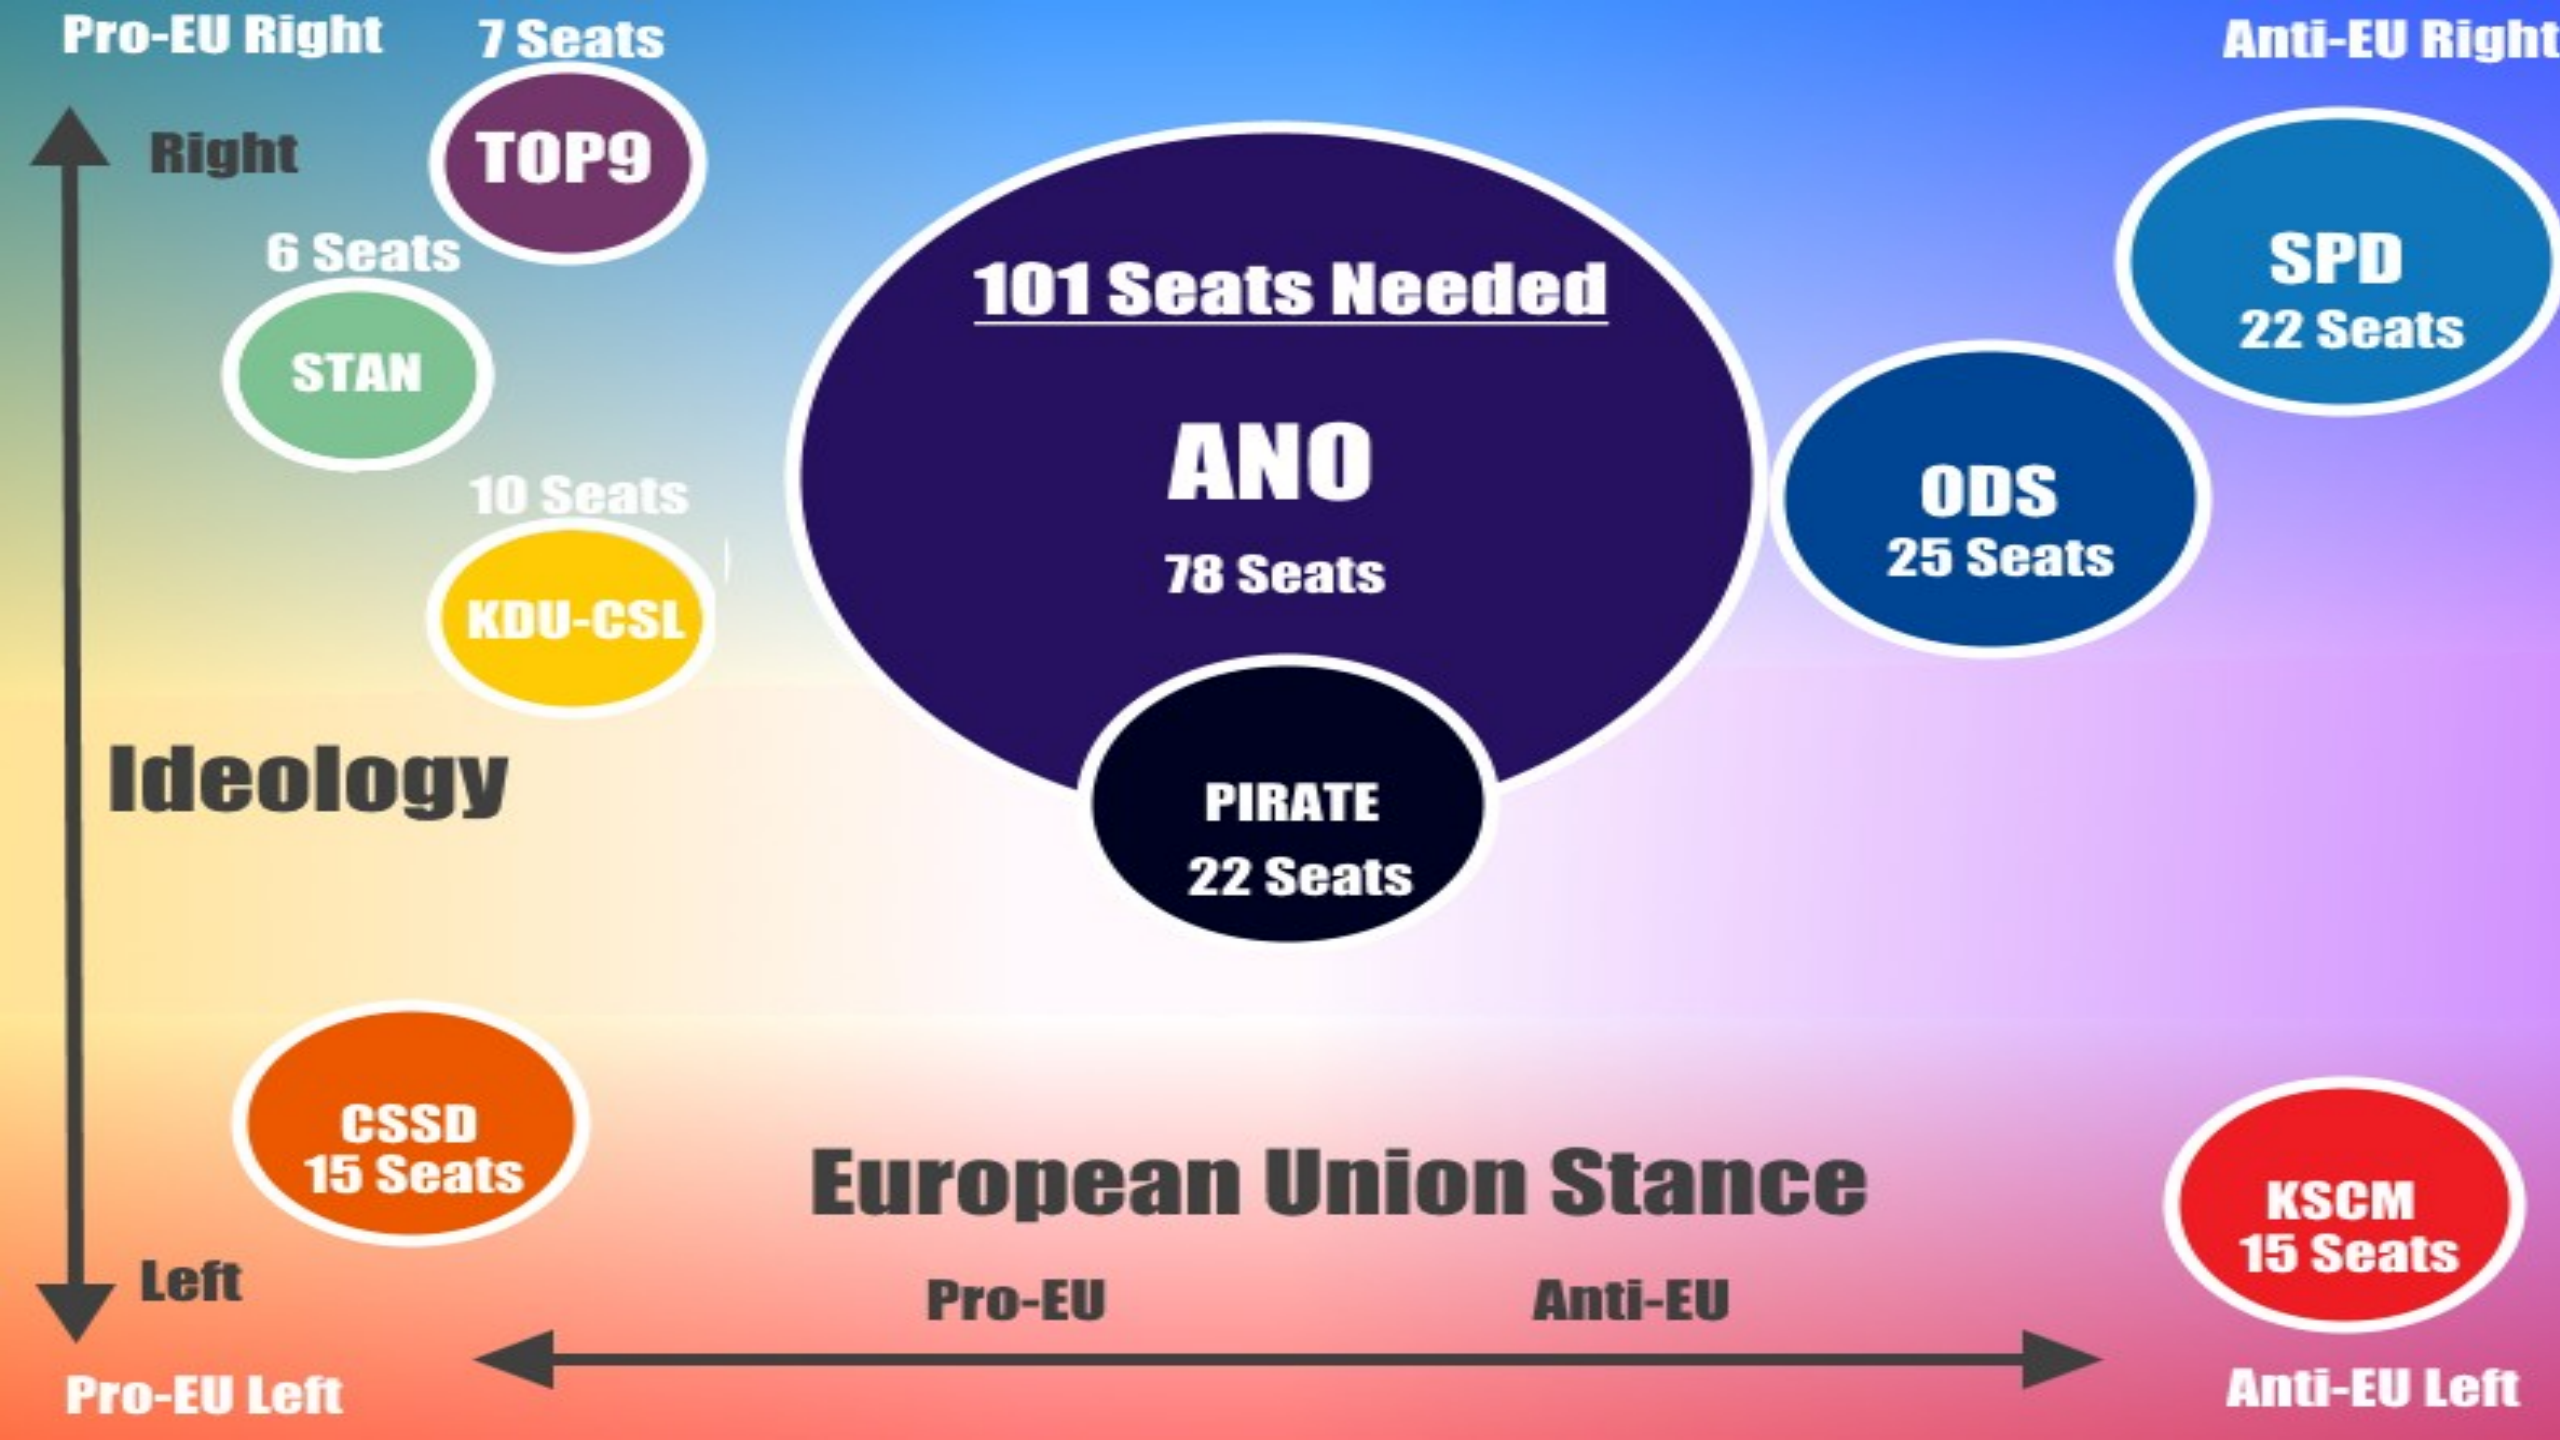 Pro-EU Right
7 Seats
Anti-EU Right
Right
TOP9
6 Seats
STAN
10 Seats
KDU-CSL
101 Seats Needed
ANO
78 Seats
SPD
22 Seats
ODS
25 Seats
Ideology
PIRATE
22 Seats
CSSD
15 Seats
European Union Stance
KSCM
15 Seats
Left
Pro-EU
Anti-EU
Pro-EU Left
Anti-EU Left